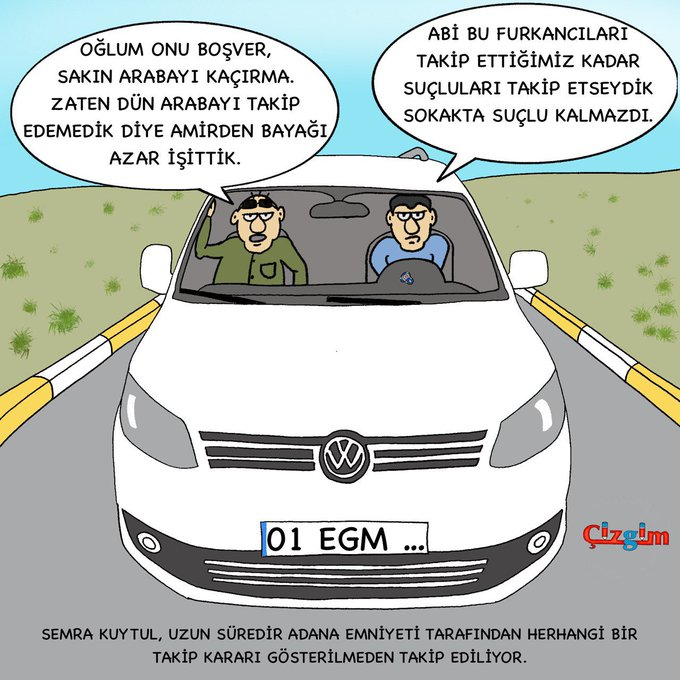 OĞLUM ONU BOŞVER,
SAKIN ARABAYI KAÇIRMA.
ZATEN DÜN ARABAYI TAKİP
EDEMEDİK DİYE AMİRDEN BAYAĞI
AZAR İŞİTTİK.
ABİ BU FURKANCILARI
TAKİP ETTİĞİMİZ KADAR
SUÇLULARI TAKİP ETSEYDİK
SOKAKTA SUÇLU KALMAZDI.
01 EGM ...
Çizgim
SEMRA KUYTUL, UZUN SÜREDİR ADANA EMNİYETİ TARAFINDAN HERHANGİ BİR
TAKİP KARARI GÖSTERİLMEDEN TAKİP EDİLİYOR.